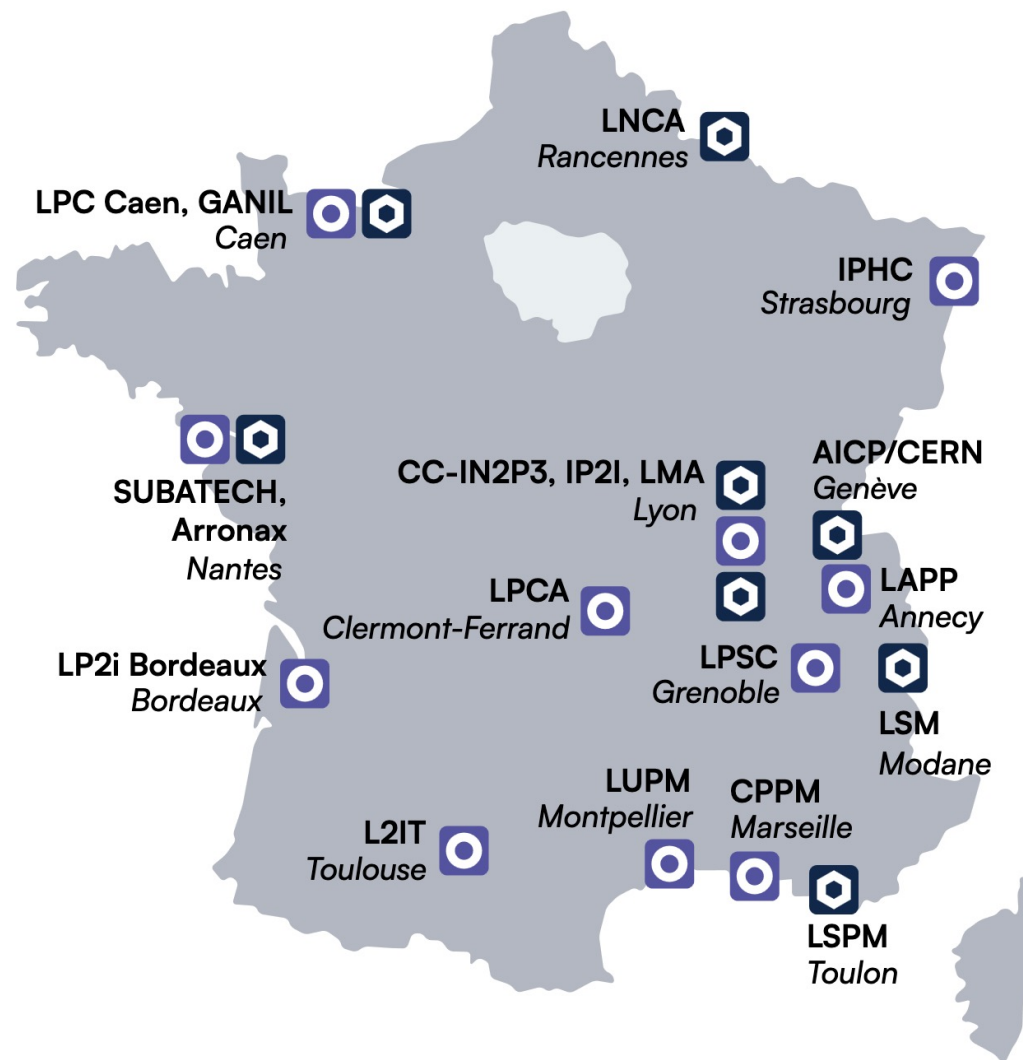 LNCA
Rancennes
LPC Caen, GANIL
Caen
IPHC
Strasbourg
SUBATECH,
Arronax
Nantes
CC-IN2P3, IP2I, LMA
Lyon
AICP/CERN
Genève
LPCA
Clermont-Ferrand
LAPP
Annecy
LP2i Bordeaux
Bordeaux
LPSC
Grenoble
LSM
Modane
LUPM
Montpellier
CPPM
Marseille
L2IT
Toulouse
LSPM
Toulon